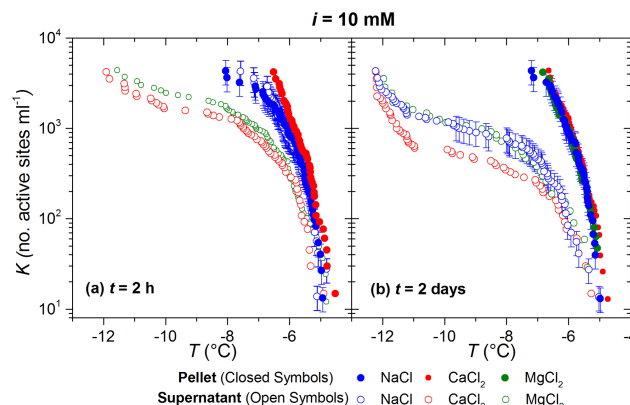 i = 10 mM
K (no. active sites ml⁻¹)
10⁴
10³
10²
10¹
(a) t = 2 h
(b) t = 2 days
-12 -10 -8 -6 -12 -10 -8 -6
T (°C) T (°C)
Pellet (Closed Symbols) NaCl CaCl₂ MgCl₂
Supernatant (Open Symbols) NaCl CaCl₂ MgCl₂